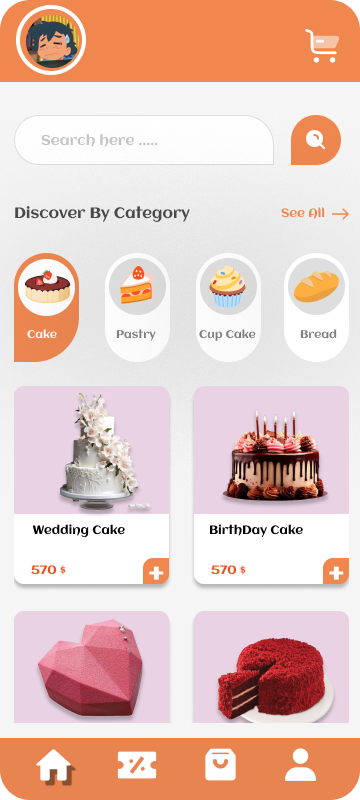 Search here .....
Discover By Category
See All
Cake
Pastry
Cup Cake
Bread
Wedding Cake
BirthDay Cake
570 $
570 $